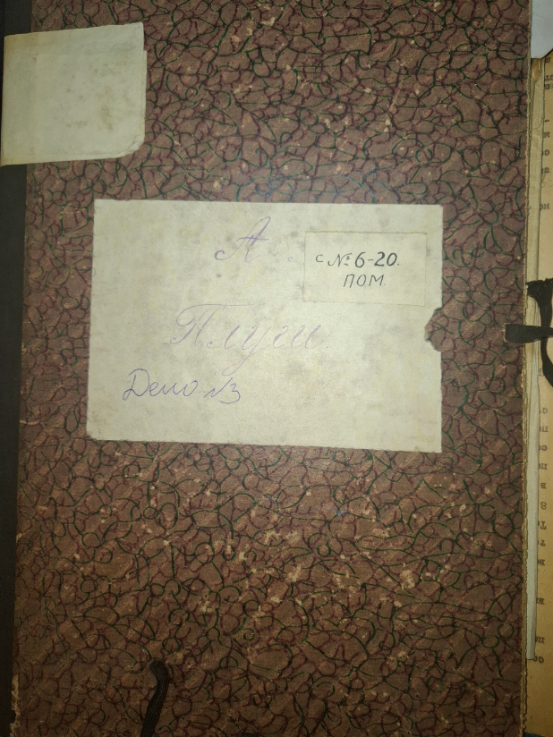 А
с № 6-20.
ПОМ.
Плуги
Дело №3